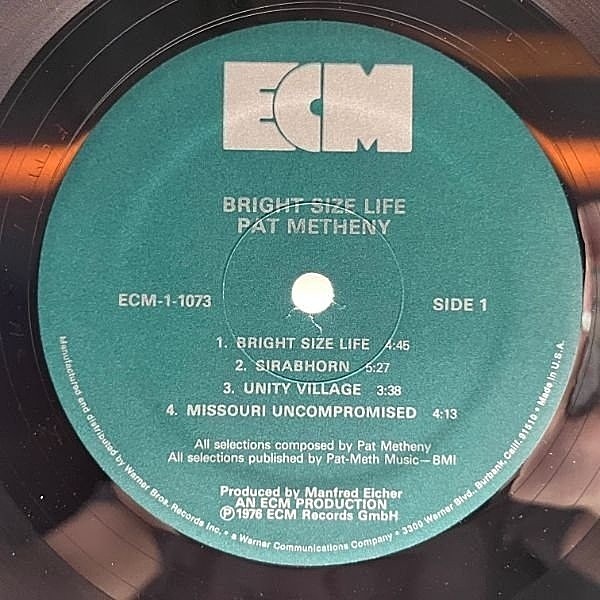 ECM
BRIGHT SIZE LIFE
PAT METHENY
ECM-1-1073
SIDE 1
1. BRIGHT SIZE LIFE 4:45
2. SIRABHORN 5:27
3. UNITY VILLAGE 3:38
4. MISSOURI UNCOMPROMISED 4:13
All selections composed by Pat Metheny
All selections published by Pat-Meth Music—BMI
Produced by Manfred Eicher
AN ECM PRODUCTION
Ⓟ1976 ECM Records GmbH
Manufactured and distributed by Warner Bros. Records Inc. • a Warner Communications Company • 3300 Warner Blvd., Burbank, Calif. 91510 • Made in U.S.A.